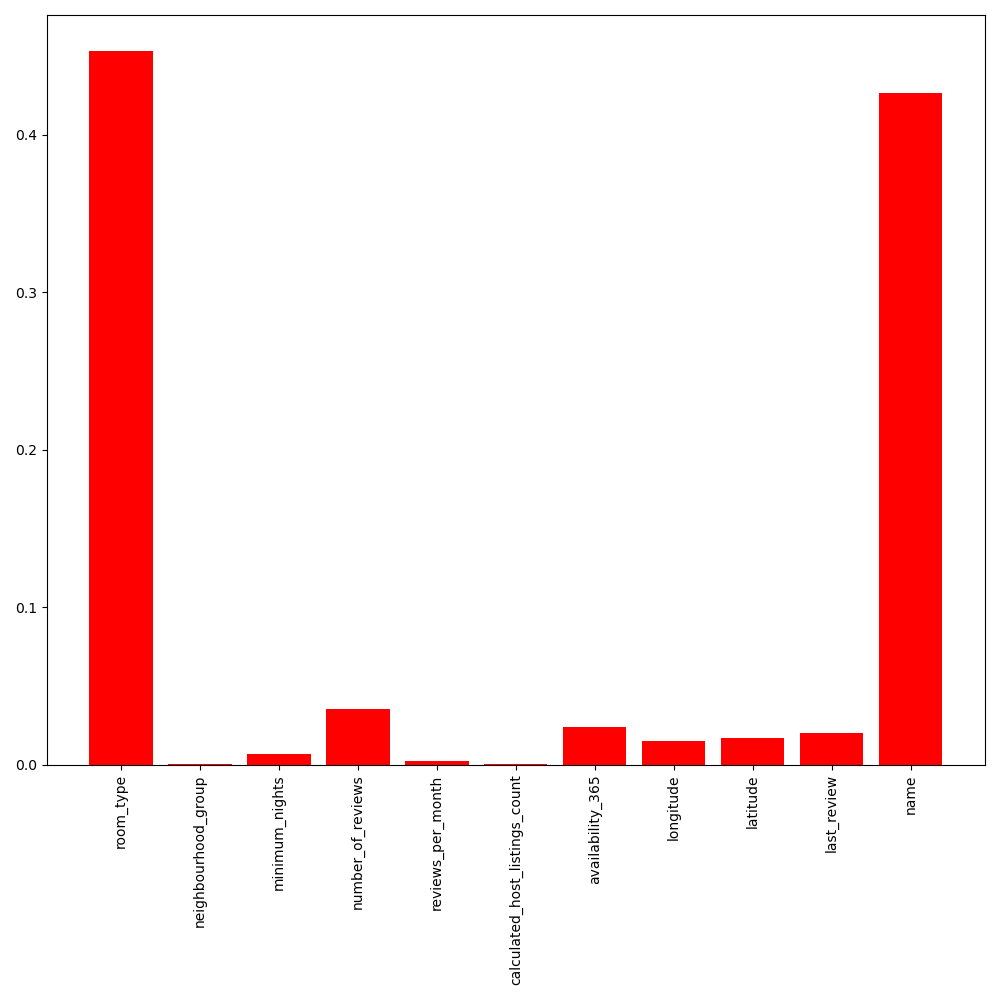 0.4
0.3
0.2
0.1
0.0
room_type
neighbourhood_group
minimum_nights
number_of_reviews
reviews_per_month
calculated_host_listings_count
availability_365
longitude
latitude
last_review
name